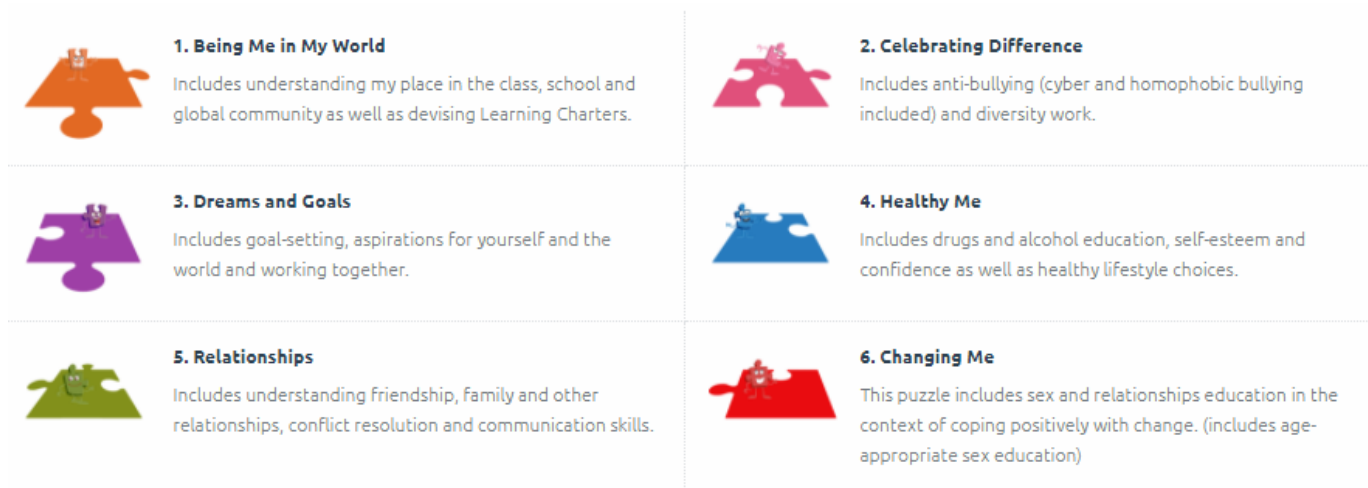 1. Being Me in My World
Includes understanding my place in the class, school and
global community as well as devising Learning Charters.
2. Celebrating Difference
Includes anti-bullying (cyber and homophobic bullying
included) and diversity work.
3. Dreams and Goals
Includes goal-setting, aspirations for yourself and the
world and working together.
4. Healthy Me
Includes drugs and alcohol education, self-esteem and
confidence as well as healthy lifestyle choices.
5. Relationships
Includes understanding friendship, family and other
relationships, conflict resolution and communication skills.
6. Changing Me
This puzzle includes sex and relationships education in the
context of coping positively with change. (includes age-
appropriate sex education)